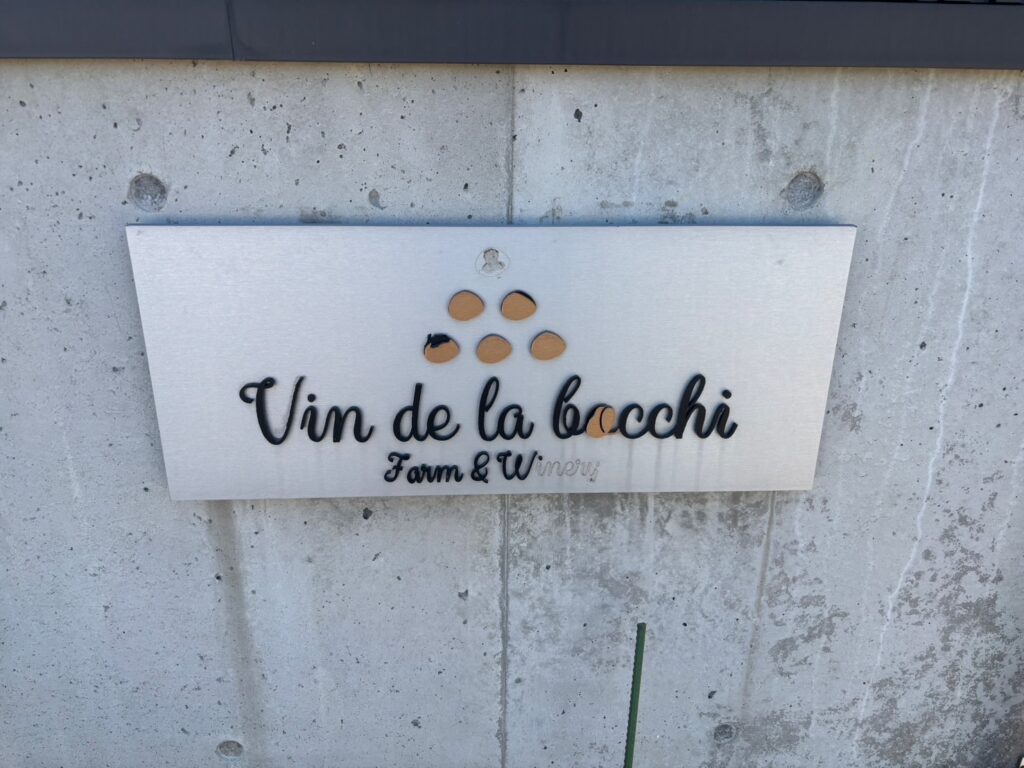 Vin de la bocchi
Farm & Winery